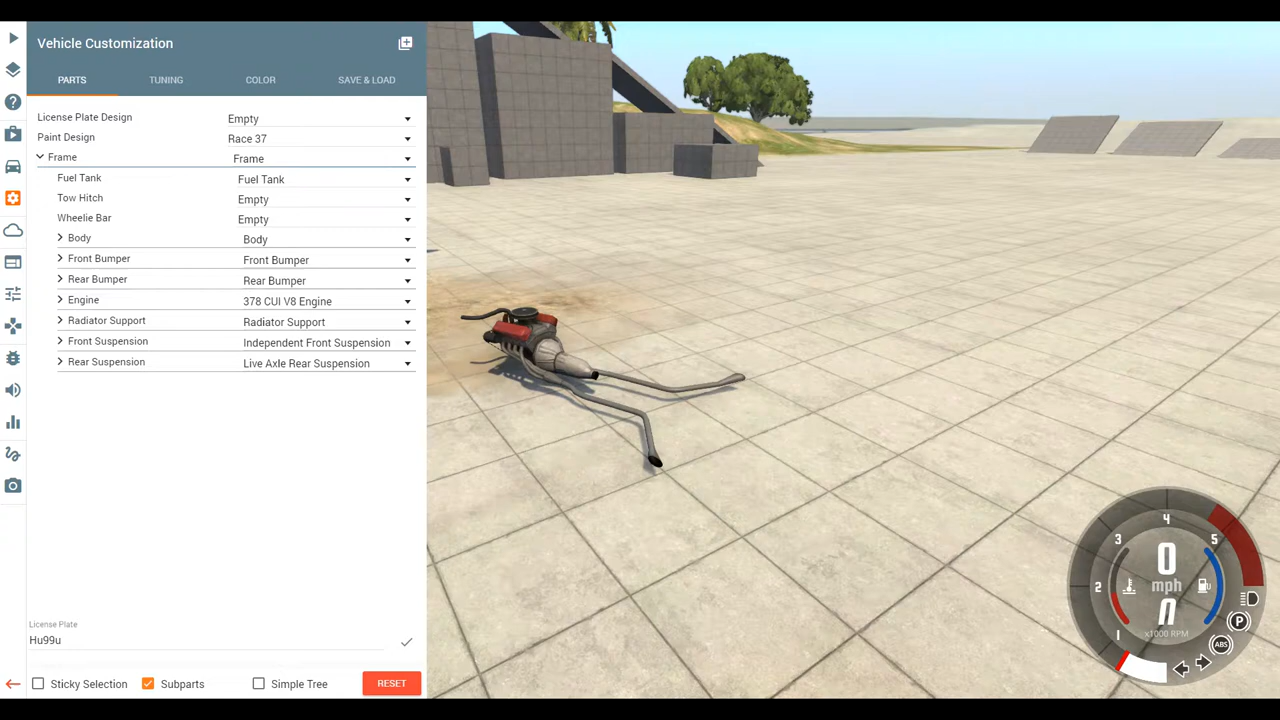 Vehicle Customization
PARTS TUNING COLOR SAVE & LOAD
License Plate Design Empty
Paint Design Race 37
Frame Frame
Fuel Tank Fuel Tank
Tow Hitch Empty
Wheelie Bar Empty
Body Body
Front Bumper Front Bumper
Rear Bumper Rear Bumper
Engine 378 CUI V8 Engine
Radiator Support Radiator Support
Front Suspension Independent Front Suspension
Rear Suspension Live Axle Rear Suspension
License Plate
Hu99u
Sticky Selection Subparts Simple Tree RESET
4
3 5
0
2 mph
n
1 x1000 RPM
P
ABS